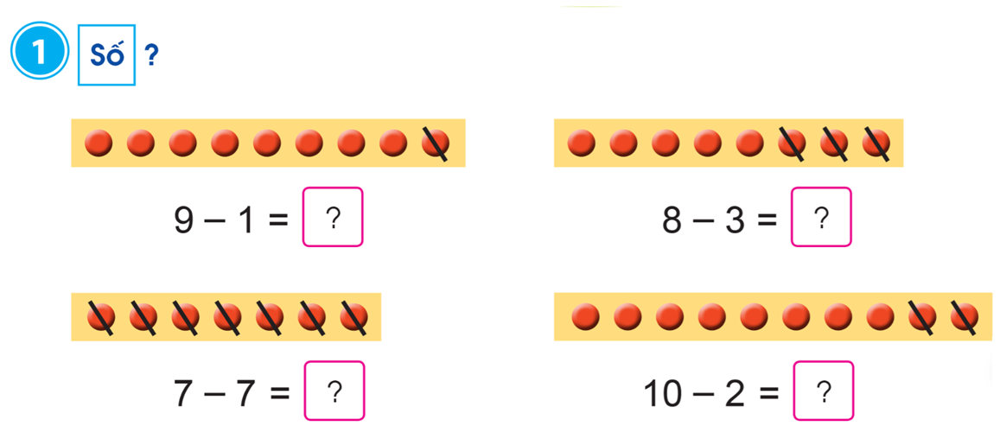 1 Số ?
9 – 1 = ?
8 – 3 = ?
7 – 7 = ?
10 – 2 = ?